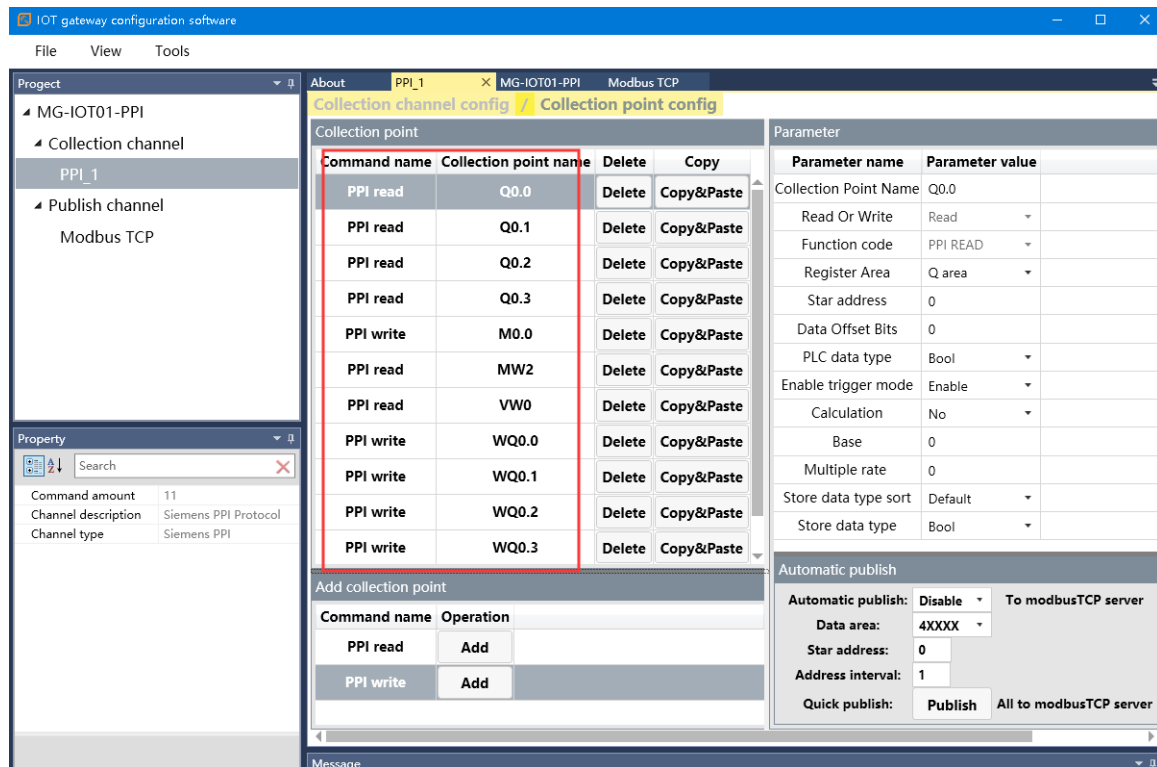 IOT gateway configuration software
File View Tools
Progect
MG-IOT01-PPI
Collection channel
PPI_1
Publish channel
Modbus TCP
Property
Search
Command amount 11
Channel description Siemens PPI Protocol
Channel type Siemens PPI
About PPI_1 MG-IOT01-PPI Modbus TCP
Collection channel config / Collection point config
Collection point
Command name Collection point name Delete Copy
PPI read Q0.0 Delete Copy&Paste
PPI read Q0.1 Delete Copy&Paste
PPI read Q0.2 Delete Copy&Paste
PPI read Q0.3 Delete Copy&Paste
PPI write M0.0 Delete Copy&Paste
PPI read MW2 Delete Copy&Paste
PPI read VW0 Delete Copy&Paste
PPI write WQ0.0 Delete Copy&Paste
PPI write WQ0.1 Delete Copy&Paste
PPI write WQ0.2 Delete Copy&Paste
PPI write WQ0.3 Delete Copy&Paste
Add collection point
Command name Operation
PPI read Add
PPI write Add
Parameter
Parameter name Parameter value
Collection Point Name Q0.0
Read Or Write Read
Function code PPI READ
Register Area Q area
Star address 0
Data Offset Bits 0
PLC data type Bool
Enable trigger mode Enable
Calculation No
Base 0
Multiple rate 0
Store data type sort Default
Store data type Bool
Automatic publish
Automatic publish: Disable To modbusTCP server
Data area: 4XXXX
Star address: 0
Address interval: 1
Quick publish: Publish All to modbusTCP server
Message